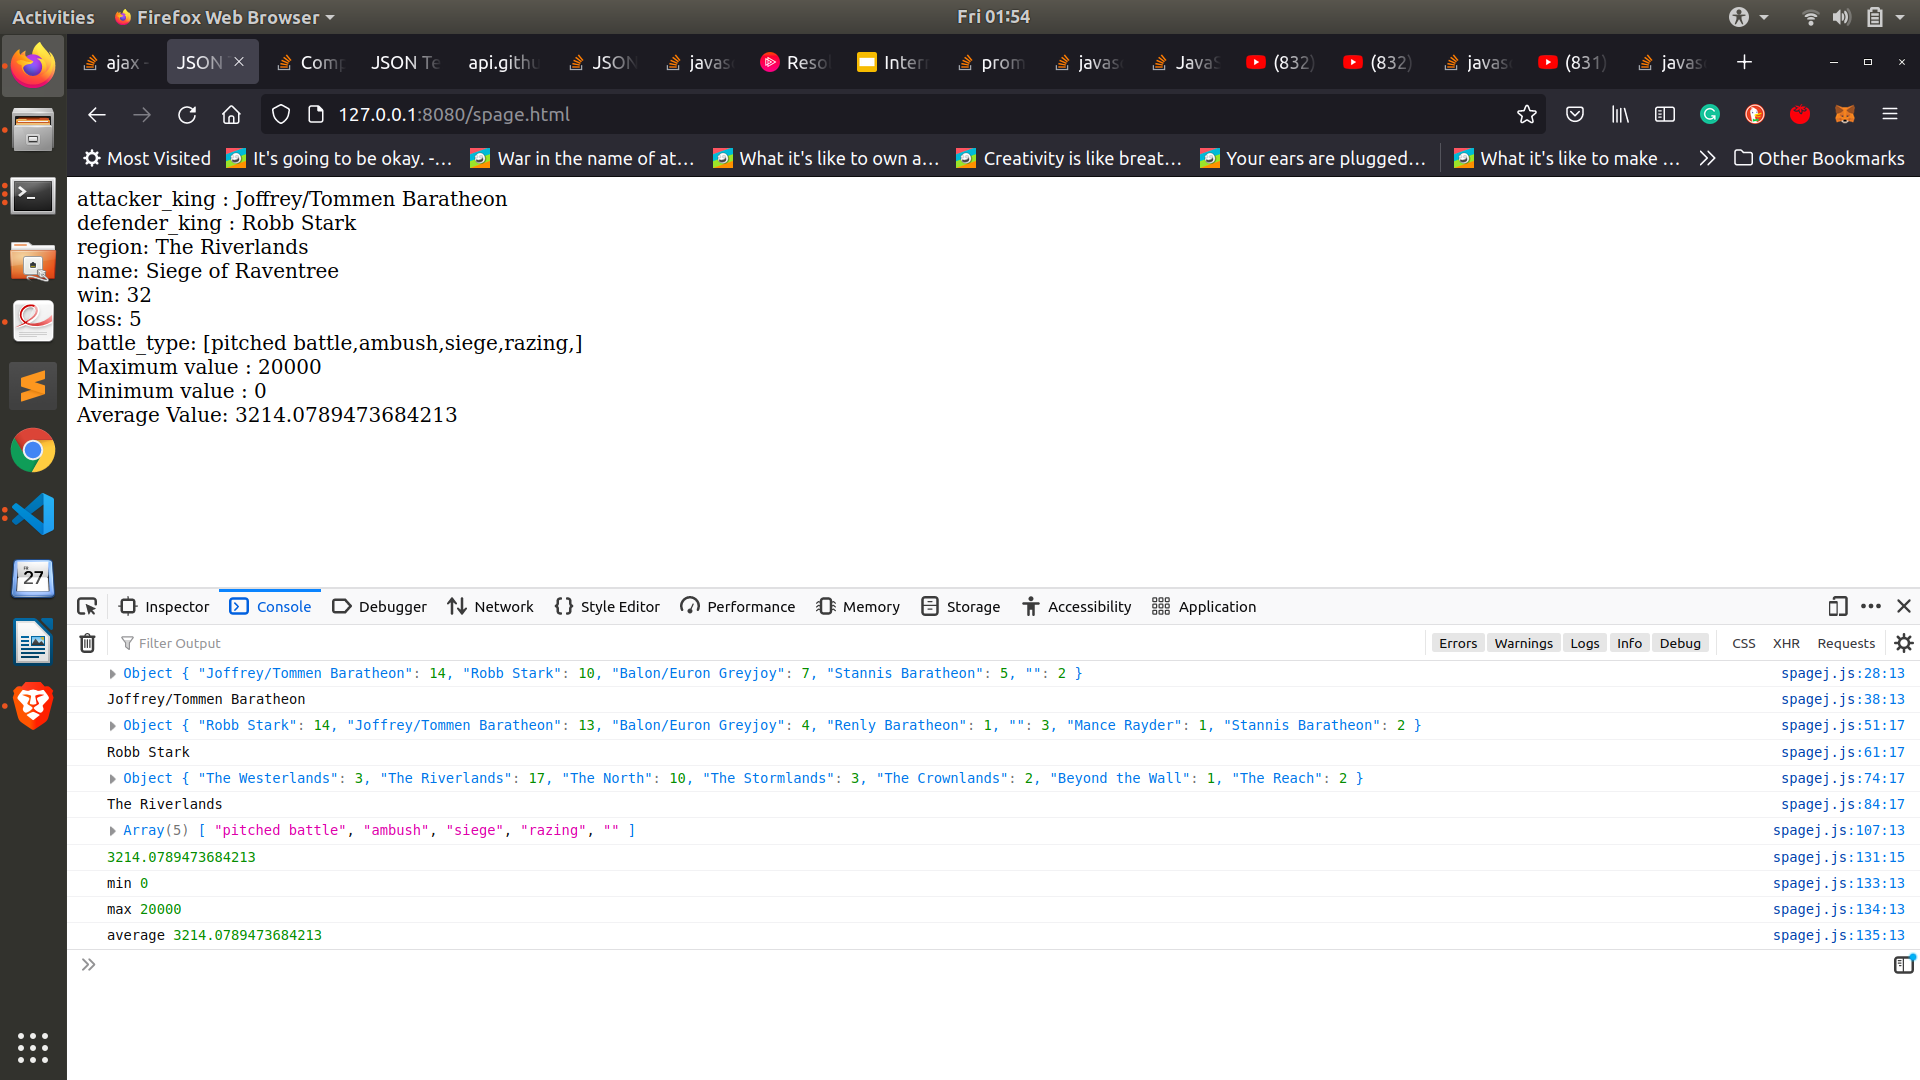 Activities Firefox Web Browser Fri 01:54
ajax - JSON T Comp JSON Te api.githu JSON javas Resol Intern prom javas JavaS (832) (832) javas (831) javas
127.0.0.1:8080/spage.html
Most Visited It's going to be okay. -... War in the name of at... What it's like to own a... Creativity is like breat... Your ears are plugged... What it's like to make ... Other Bookmarks
attacker_king : Joffrey/Tommen Baratheon
defender_king : Robb Stark
region: The Riverlands
name: Siege of Raventree
win: 32
loss: 5
battle_type: [pitched battle,ambush,siege,razing,]
Maximum value : 20000
Minimum value : 0
Average Value: 3214.0789473684213
27
Inspector Console Debugger Network Style Editor Performance Memory Storage Accessibility Application
Filter Output Errors Warnings Logs Info Debug CSS XHR Requests
Object { "Joffrey/Tommen Baratheon": 14, "Robb Stark": 10, "Balon/Euron Greyjoy": 7, "Stannis Baratheon": 5, "": 2 } spagej.js:28:13
Joffrey/Tommen Baratheon spagej.js:38:13
Object { "Robb Stark": 14, "Joffrey/Tommen Baratheon": 13, "Balon/Euron Greyjoy": 4, "Renly Baratheon": 1, "": 3, "Mance Rayder": 1, "Stannis Baratheon": 2 } spagej.js:51:17
Robb Stark spagej.js:61:17
Object { "The Westerlands": 3, "The Riverlands": 17, "The North": 10, "The Stormlands": 3, "The Crownlands": 2, "Beyond the Wall": 1, "The Reach": 2 } spagej.js:74:17
The Riverlands spagej.js:84:17
Array(5) [ "pitched battle", "ambush", "siege", "razing", "" ] spagej.js:107:13
3214.0789473684213 spagej.js:131:15
min 0 spagej.js:133:13
max 20000 spagej.js:134:13
average 3214.0789473684213 spagej.js:135:13